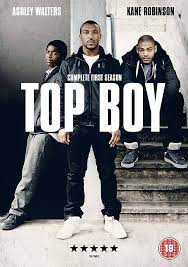 ASHLEY WALTERS
KANE ROBINSON
COMPLETE FIRST SEASON
TOP BOY
★★★★★
18